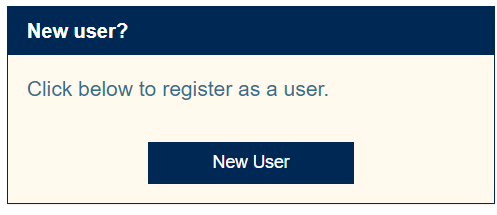 New user?
Click below to register as a user.
New User